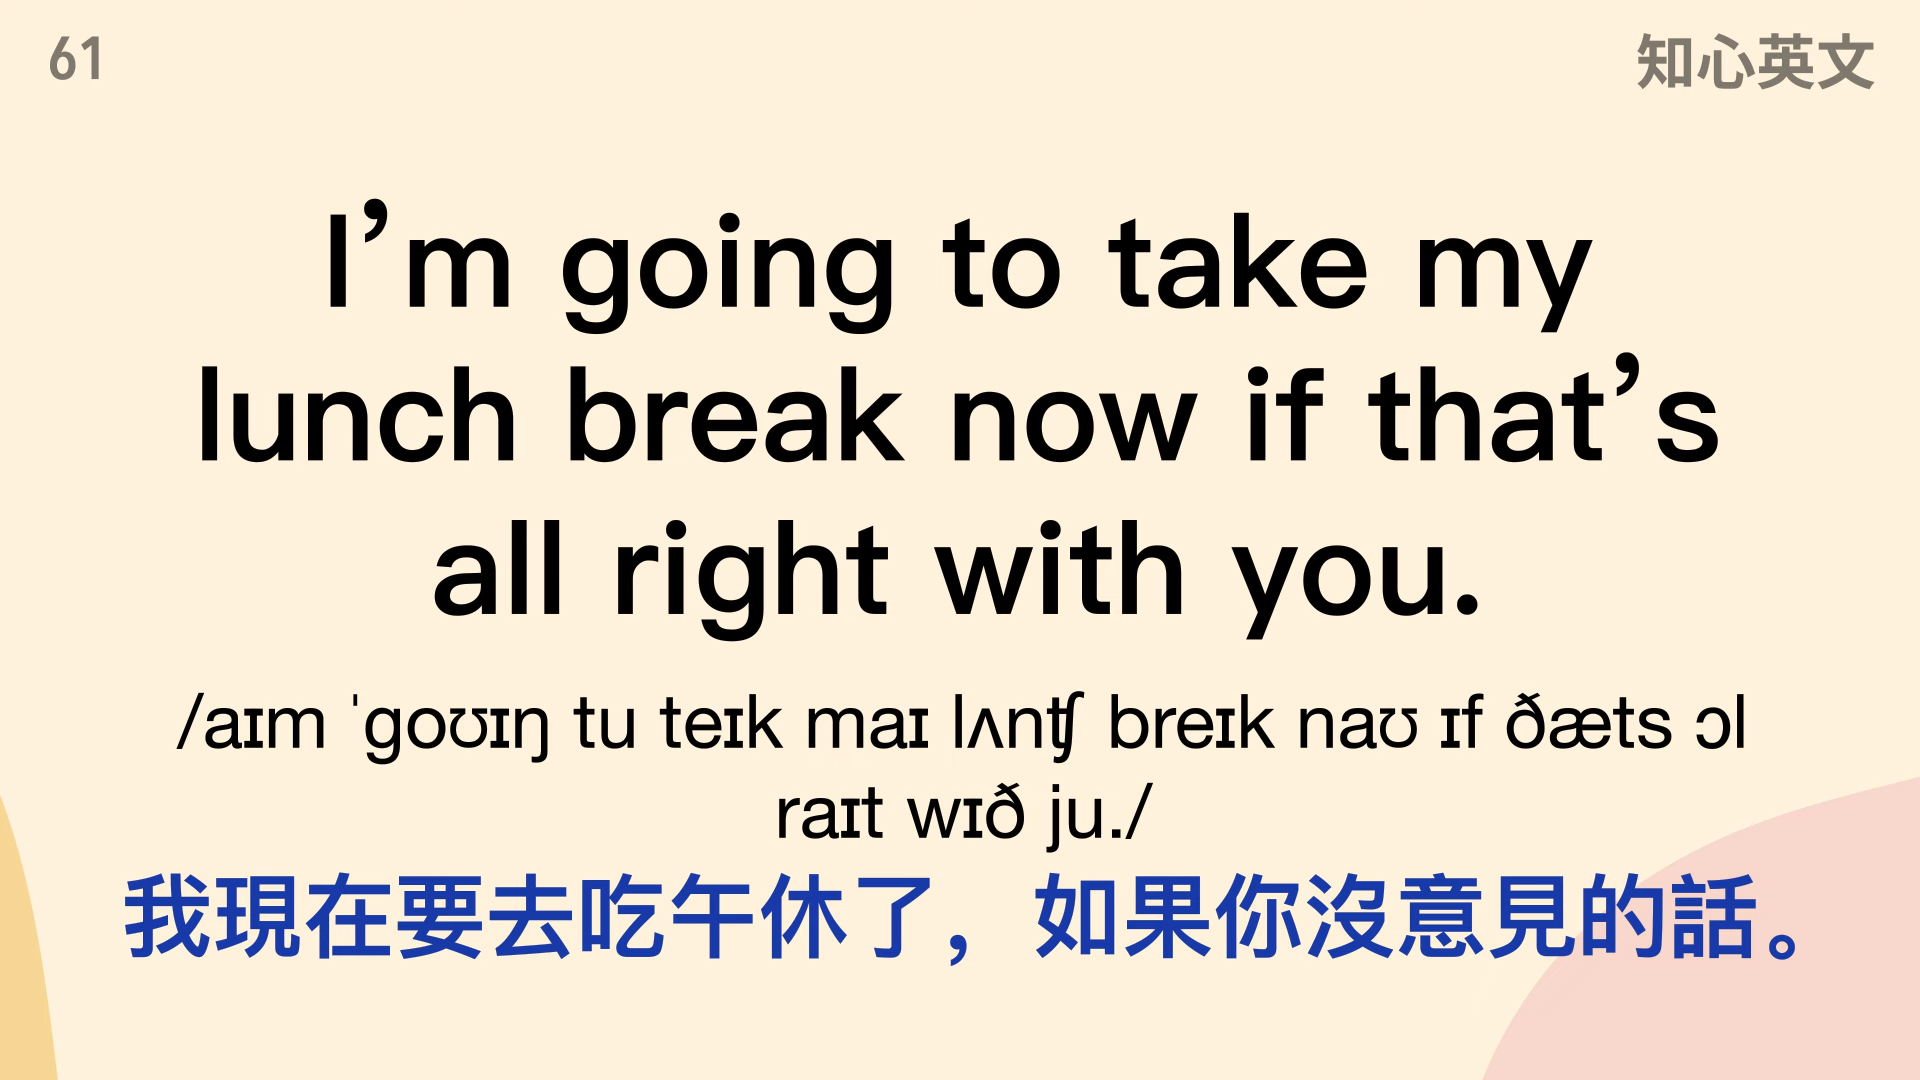 61
知心英文
I’m going to take my
lunch break now if that’s
all right with you.
/aɪm ˈgoʊɪŋ tu teɪk maɪ lʌnʧ breɪk naʊ ɪf ðæts ɔl
raɪt wɪð ju./
我現在要去吃午休了，如果你沒意見的話。